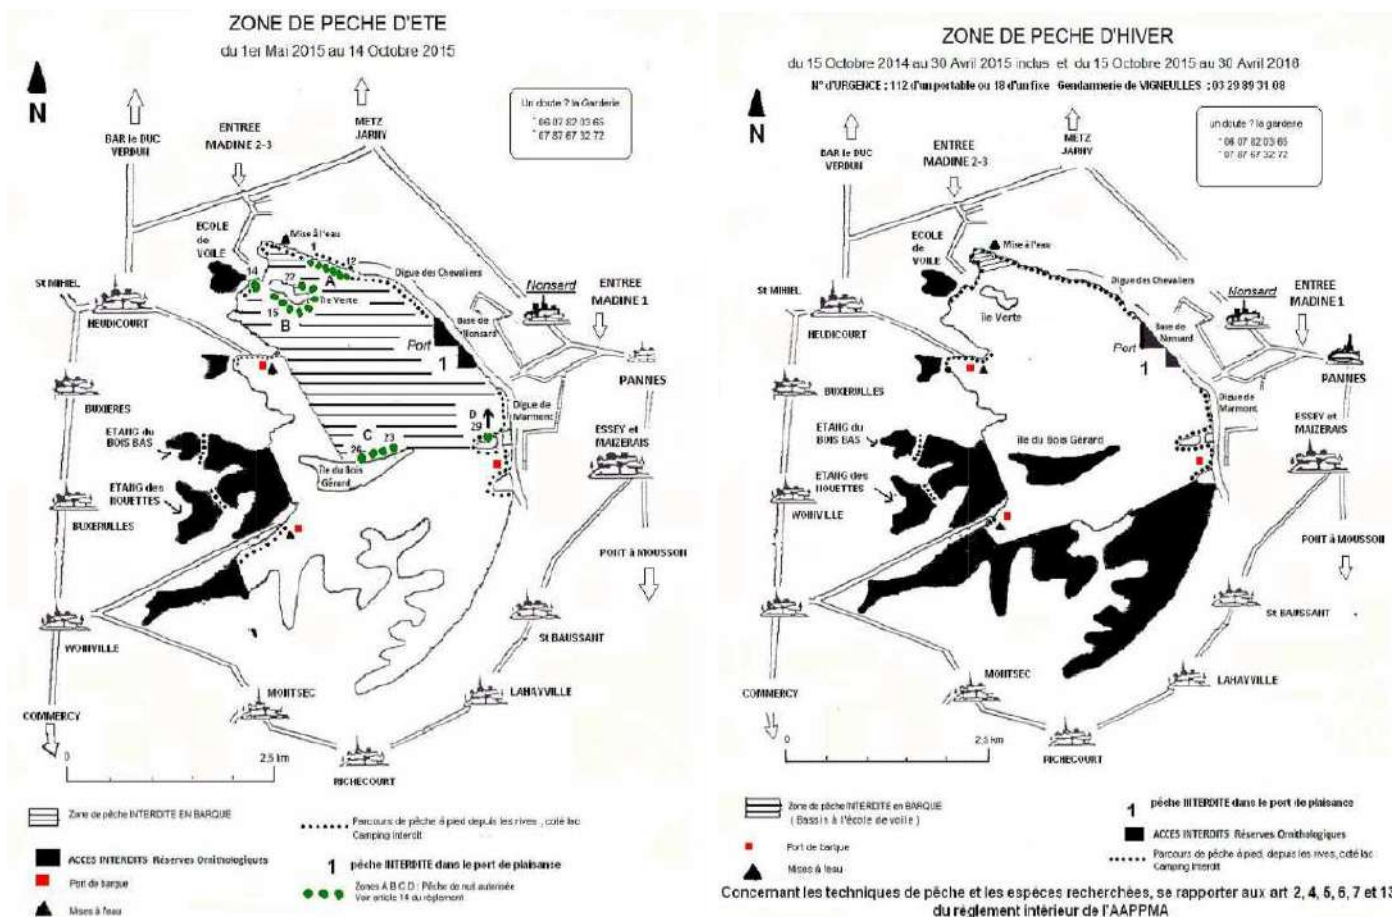 ZONE DE PECHE D'ETE
du 1er Mai 2015 au 14 Octobre 2015
N
BAR le DUC
VERDUN
ENTREE
MADINE 2-3
METZ
JARNY
Un doute ? la Garderie
06 07 82 03 65
07 87 67 32 72
ECOLE
de
VOILE
Mise à l'eau
1
12
14
22
A
Ile Verte
15
B
Digue des Chevaliers
Nonsard
ENTREE
MADINE 1
St MIHIEL
HEUDICOURT
Base de
Nonsard
Port
1
PANNES
BUXIERES
Digue de
Marmont
D
29
C
23
26
ESSEY et
MAIZERAIS
ETANG du
BOIS BAS
Île du Bois
Gérard
ETANG des
NOUETTES
BUXERULLES
PONT à MOUSSON
WOINVILLE
St BAUSSANT
MONTSEC
LAHAYVILLE
COMMERCY
RICHECOURT
0
2,5 km
Zone de pêche INTERDITE EN BARQUE
ACCES INTERDITS Réserves Ornithologiques
Port de barque
Mises à l'eau
Parcours de pêche à pied depuis les rives , coté lac
Camping Interdit
1 pêche INTERDITE dans le port de plaisance
Zones A B C D : Pêche de nuit autorisée
Voir article 14 du règlement
ZONE DE PECHE D'HIVER
du 15 Octobre 2014 au 30 Avril 2015 inclus et du 15 Octobre 2015 au 30 Avril 2016
N° d'URGENCE : 112 d'un portable ou 18 d'un fixe Gendarmerie de VIGNEULLES : 03 29 89 31 08
N
BAR le DUC
VERDUN
ENTREE
MADINE 2-3
METZ
JARNY
un doute ? la garderie
06 07 82 03 65
07 87 67 32 72
ECOLE
de
VOILE
Mise à l'eau
Digue des Chevaliers
Nonsard
ENTREE
MADINE 1
St MIHIEL
HEUDICOURT
île Verte
Base de
Nonsard
Port
1
PANNES
BUXERULLES
Digue de
Marmont
ESSEY et
MAIZERAIS
ETANG du
BOIS BAS
île du Bois Gérard
ETANG des
NOUETTES
WOINVILLE
PONT à MOUSSON
St BAUSSANT
MONTSEC
LAHAYVILLE
COMMERCY
RICHECOURT
0
2,5 km
Zone de pêche INTERDITE EN BARQUE
( Bassin à l'école de voile )
Port de barque
Mises à l'eau
1 pêche INTERDITE dans le port de plaisance
ACCES INTERDITS Réserves Ornithologiques
Parcours de pêche à pied, depuis les rives, coté lac
Camping Interdit
Concernant les techniques de pêche et les espèces recherchées, se rapporter aux art 2, 4, 5, 6, 7 et 13
du règlement intérieur de l'AAPPMA